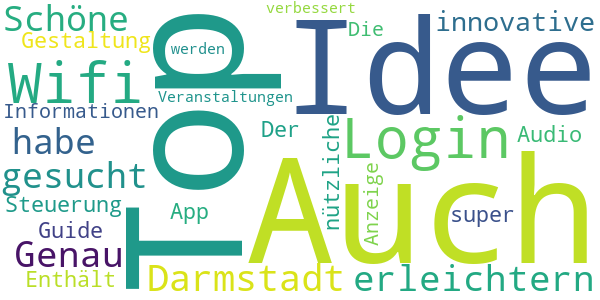 Schöne
verbessert
Gestaltung
werden
Die
innovative
Idee
Wifi
Top
Veranstaltungen
Informationen
Der
Login
Audio
habe
nützliche
gesucht
Auch
Anzeige
Steuerung
App
super
Guide
Genau
Enthält
Darmstadt
erleichtern